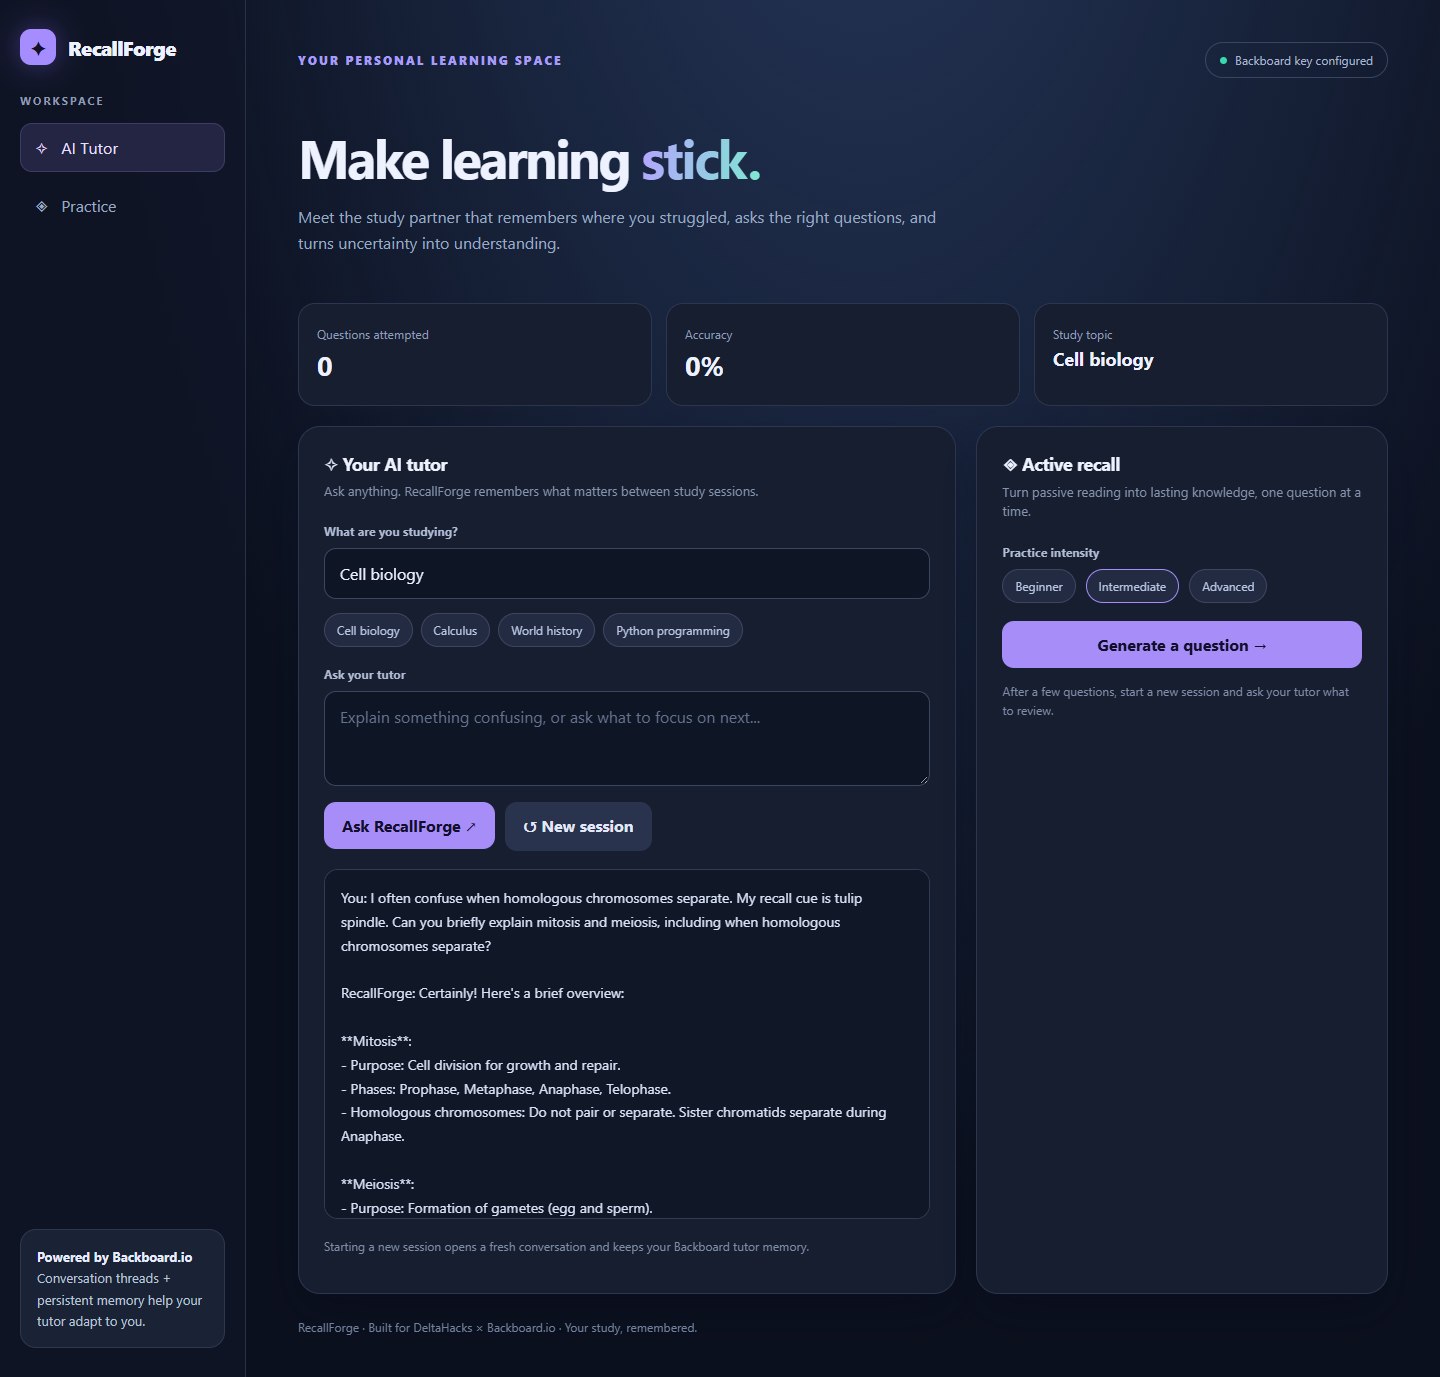 RecallForge
WORKSPACE
AI Tutor
Practice
Powered by Backboard.io
Conversation threads +
persistent memory help your
tutor adapt to you.
YOUR PERSONAL LEARNING SPACE
Backboard key configured
Make learning stick.
Meet the study partner that remembers where you struggled, asks the right questions, and
turns uncertainty into understanding.
Questions attempted
0
Accuracy
0%
Study topic
Cell biology
Your AI tutor
Ask anything. RecallForge remembers what matters between study sessions.
What are you studying?
Cell biology
Cell biology
Calculus
World history
Python programming
Ask your tutor
Explain something confusing, or ask what to focus on next...
Ask RecallForge ↗
↺ New session
You: I often confuse when homologous chromosomes separate. My recall cue is tulip
spindle. Can you briefly explain mitosis and meiosis, including when homologous
chromosomes separate?
RecallForge: Certainly! Here's a brief overview:
**Mitosis**:
- Purpose: Cell division for growth and repair.
- Phases: Prophase, Metaphase, Anaphase, Telophase.
- Homologous chromosomes: Do not pair or separate. Sister chromatids separate during
Anaphase.
**Meiosis**:
- Purpose: Formation of gametes (egg and sperm).
Starting a new session opens a fresh conversation and keeps your Backboard tutor memory.
Active recall
Turn passive reading into lasting knowledge, one question at a
time.
Practice intensity
Beginner
Intermediate
Advanced
Generate a question →
After a few questions, start a new session and ask your tutor what
to review.
RecallForge · Built for DeltaHacks × Backboard.io · Your study, remembered.